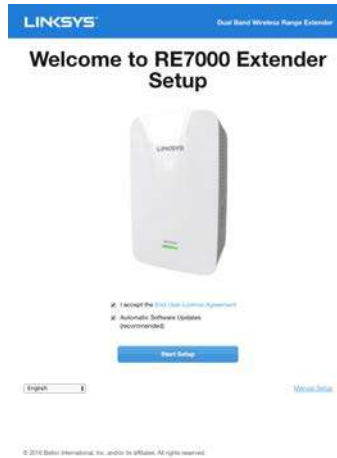 LINKSYS
Dual Band Wireless Range Extender
Welcome to RE7000 Extender
Setup
LINKSYS
I accept the End User License Agreement
Automatic Software Updates
(recommended)
Start Setup
English
Manual Setup
© 2016 Belkin International, Inc. and/or its affiliates. All rights reserved.